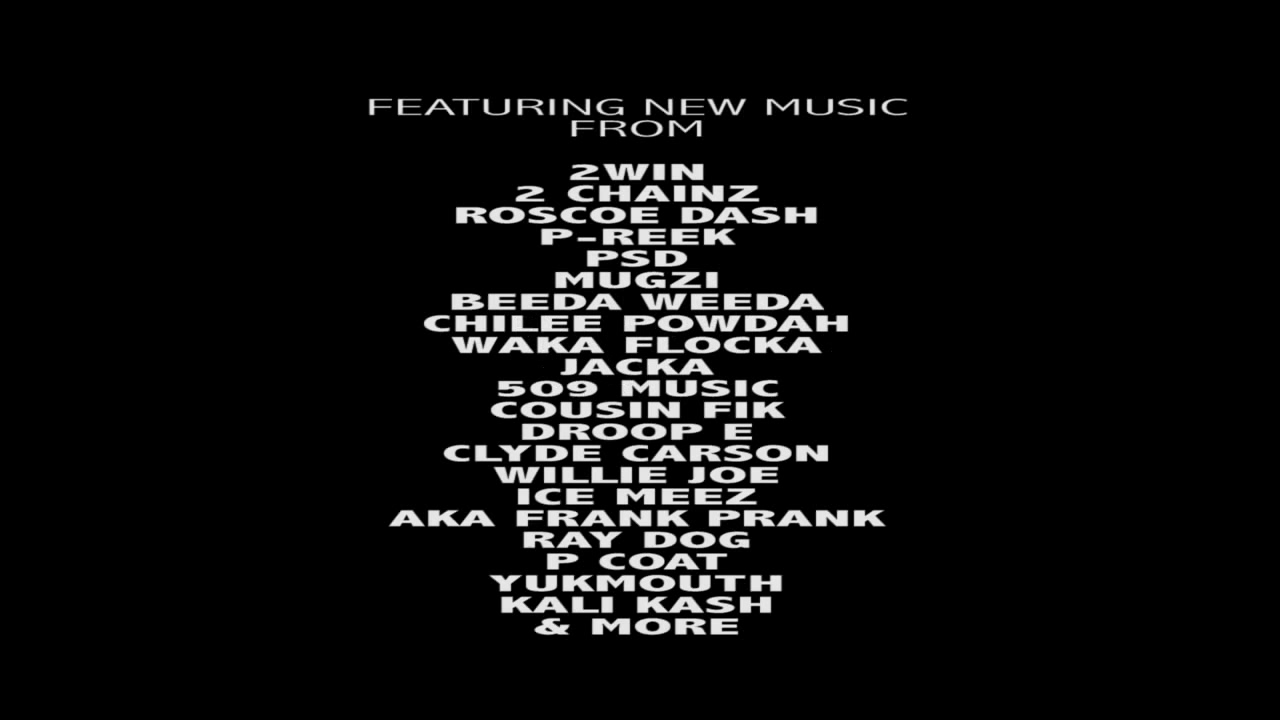 FEATURING NEW MUSIC
FROM
2WIN
2 CHAINZ
ROSCOE DASH
P-REEK
PSD
MUGZI
BEEDA WEEDA
CHILEE POWDAH
WAKA FLOCKA
JACKA
509 MUSIC
COUSIN FIK
DROOP E
CLYDE CARSON
WILLIE JOE
ICE MEEZ
AKA FRANK PRANK
RAY DOG
P COAT
YUKMOUTH
KALI KASH
& MORE